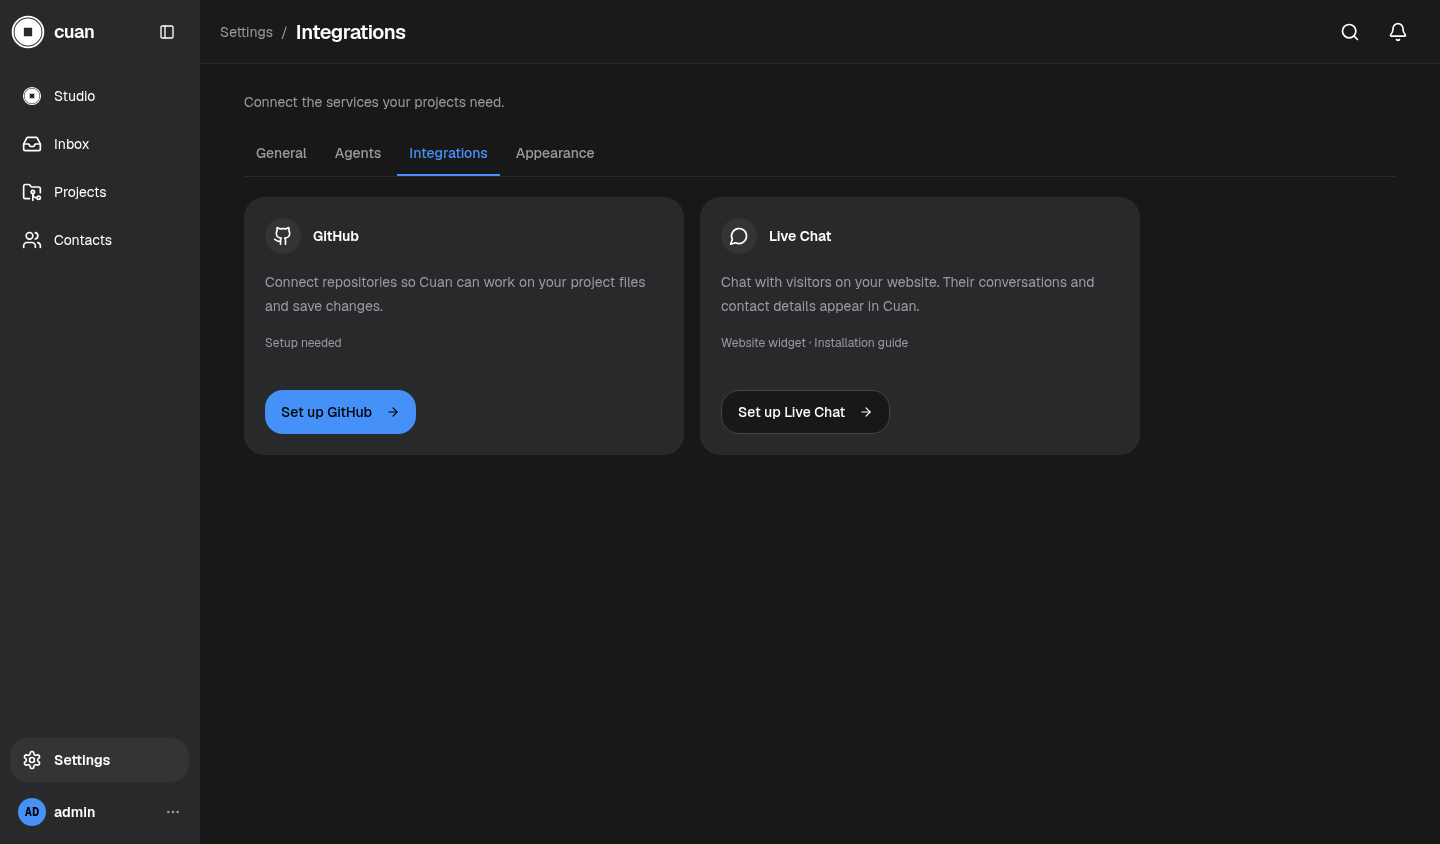 cuan
Settings / Integrations
Studio
Inbox
Projects
Contacts
Connect the services your projects need.
General Agents Integrations Appearance
GitHub
Connect repositories so Cuan can work on your project files
and save changes.
Setup needed
Set up GitHub
Live Chat
Chat with visitors on your website. Their conversations and
contact details appear in Cuan.
Website widget · Installation guide
Set up Live Chat
Settings
AD admin